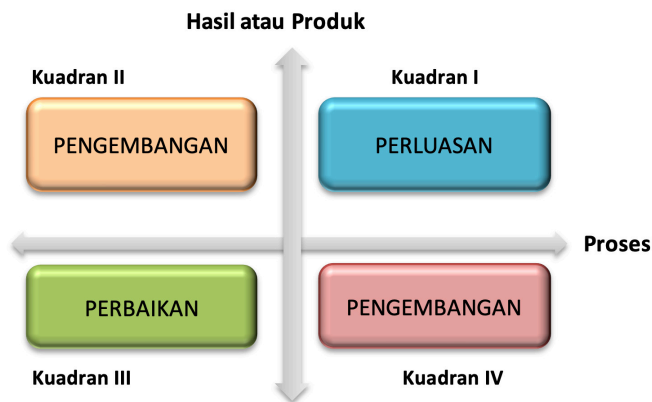 Hasil atau Produk
Kuadran II
Kuadran I
PENGEMBANGAN
PERLUASAN
Proses
PERBAIKAN
PENGEMBANGAN
Kuadran III
Kuadran IV